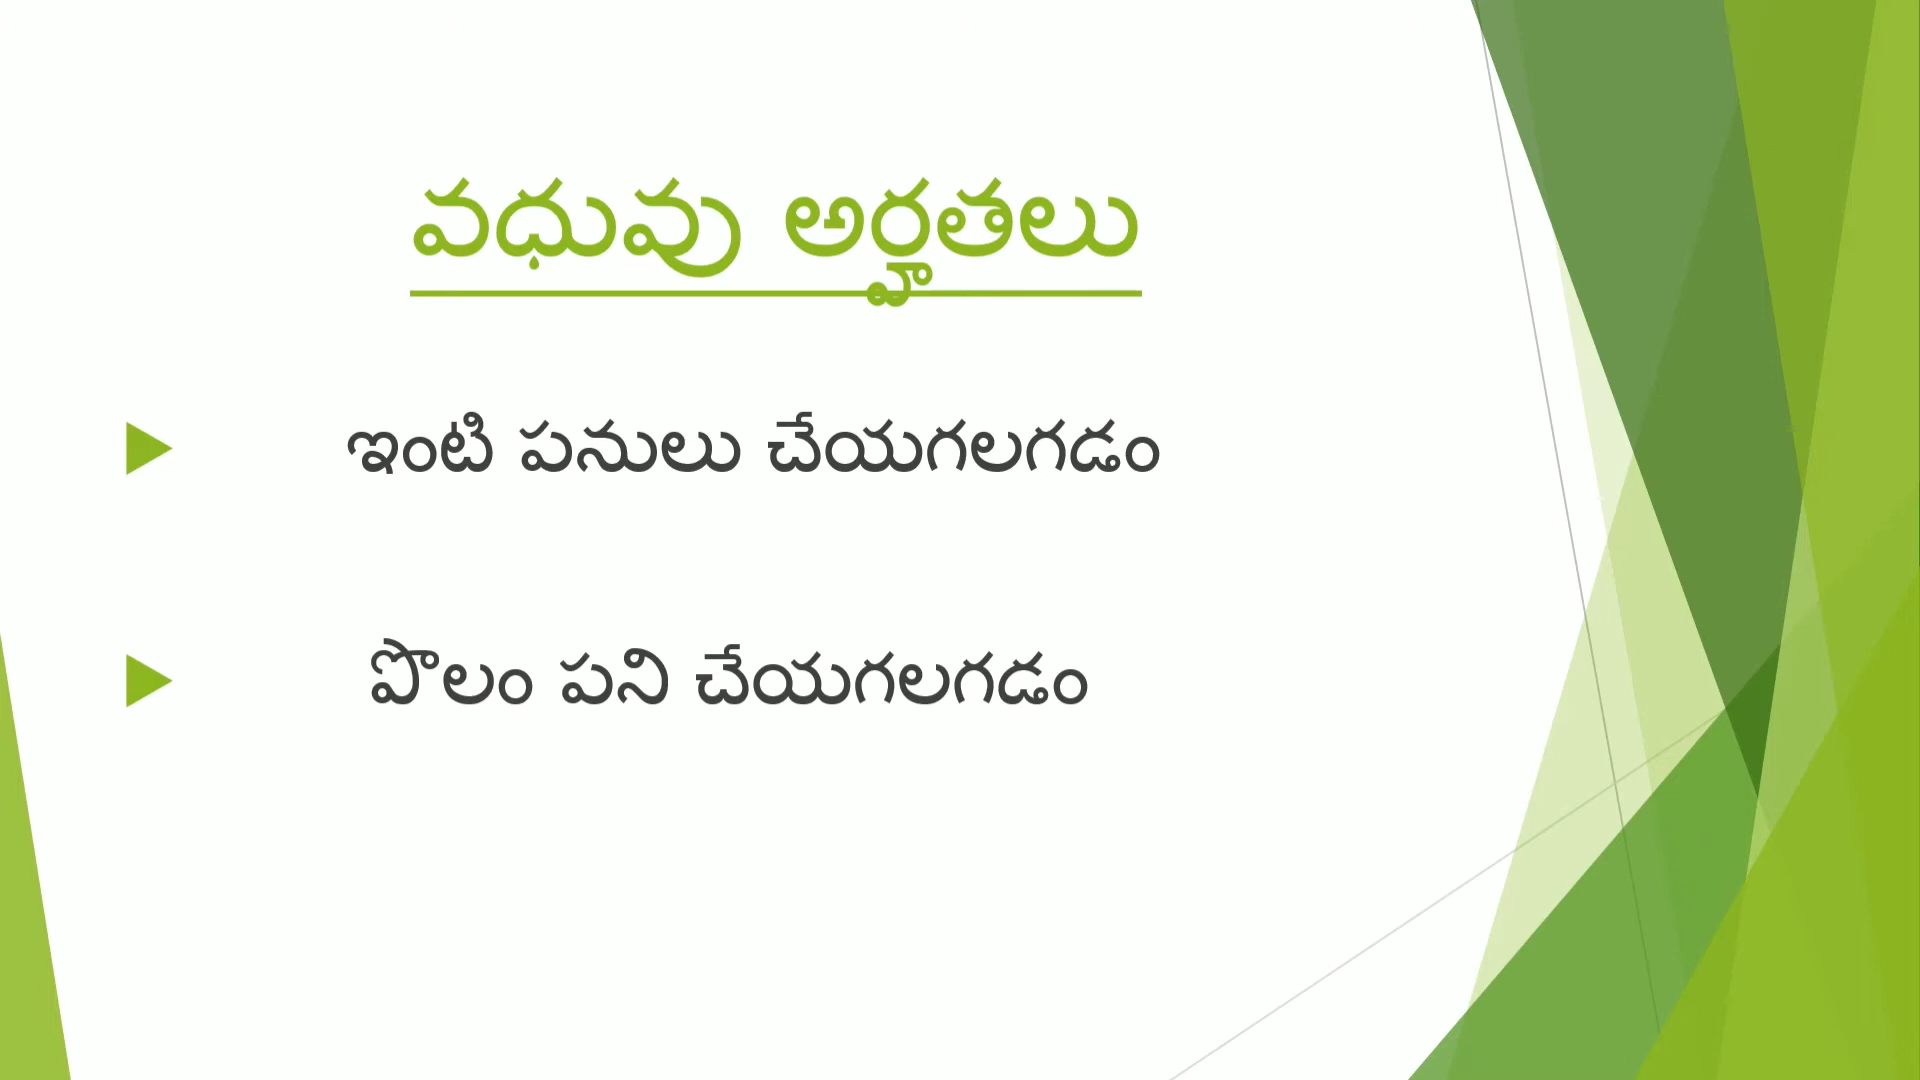 వధువు అర్హతలు
ఇంటి పనులు చేయగలగడం
పొలం పని చేయగలగడం